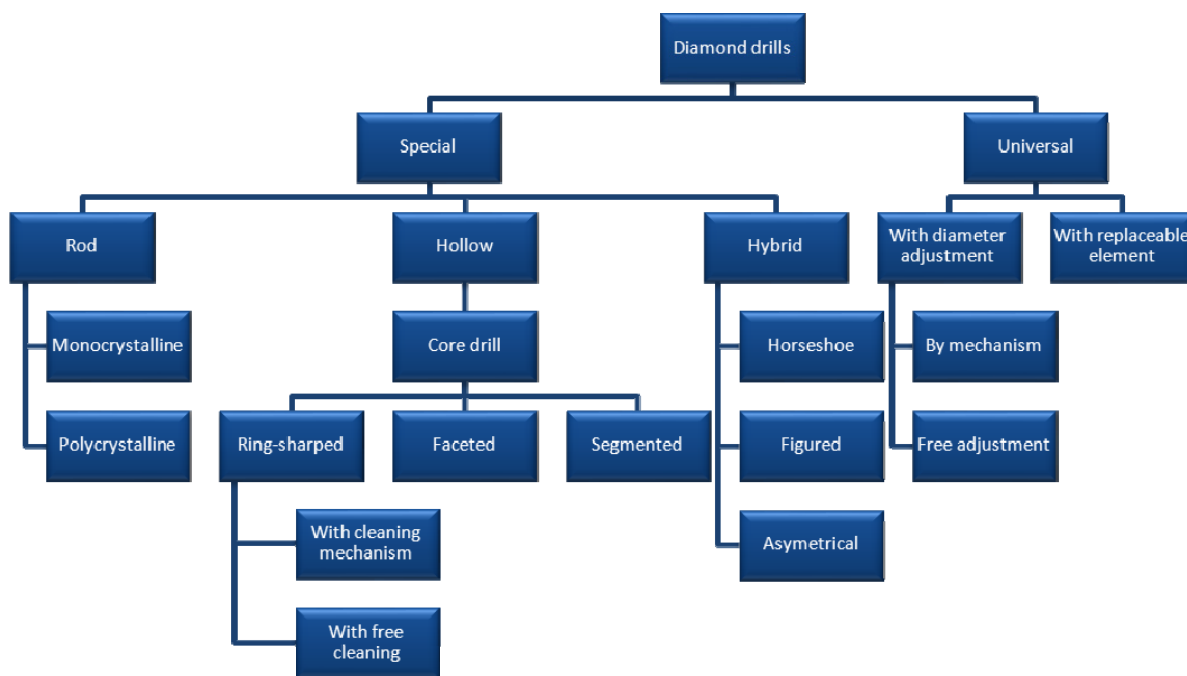 Diamond drills
Special
Universal
Rod
Hollow
Hybrid
With diameter
adjustment
With replaceable
element
Monocrystalline
Core drill
Horseshoe
By mechanism
Polycrystalline
Ring-sharped
Faceted
Segmented
Figured
Free adjustment
With cleaning
mechanism
Asymetrical
With free
cleaning